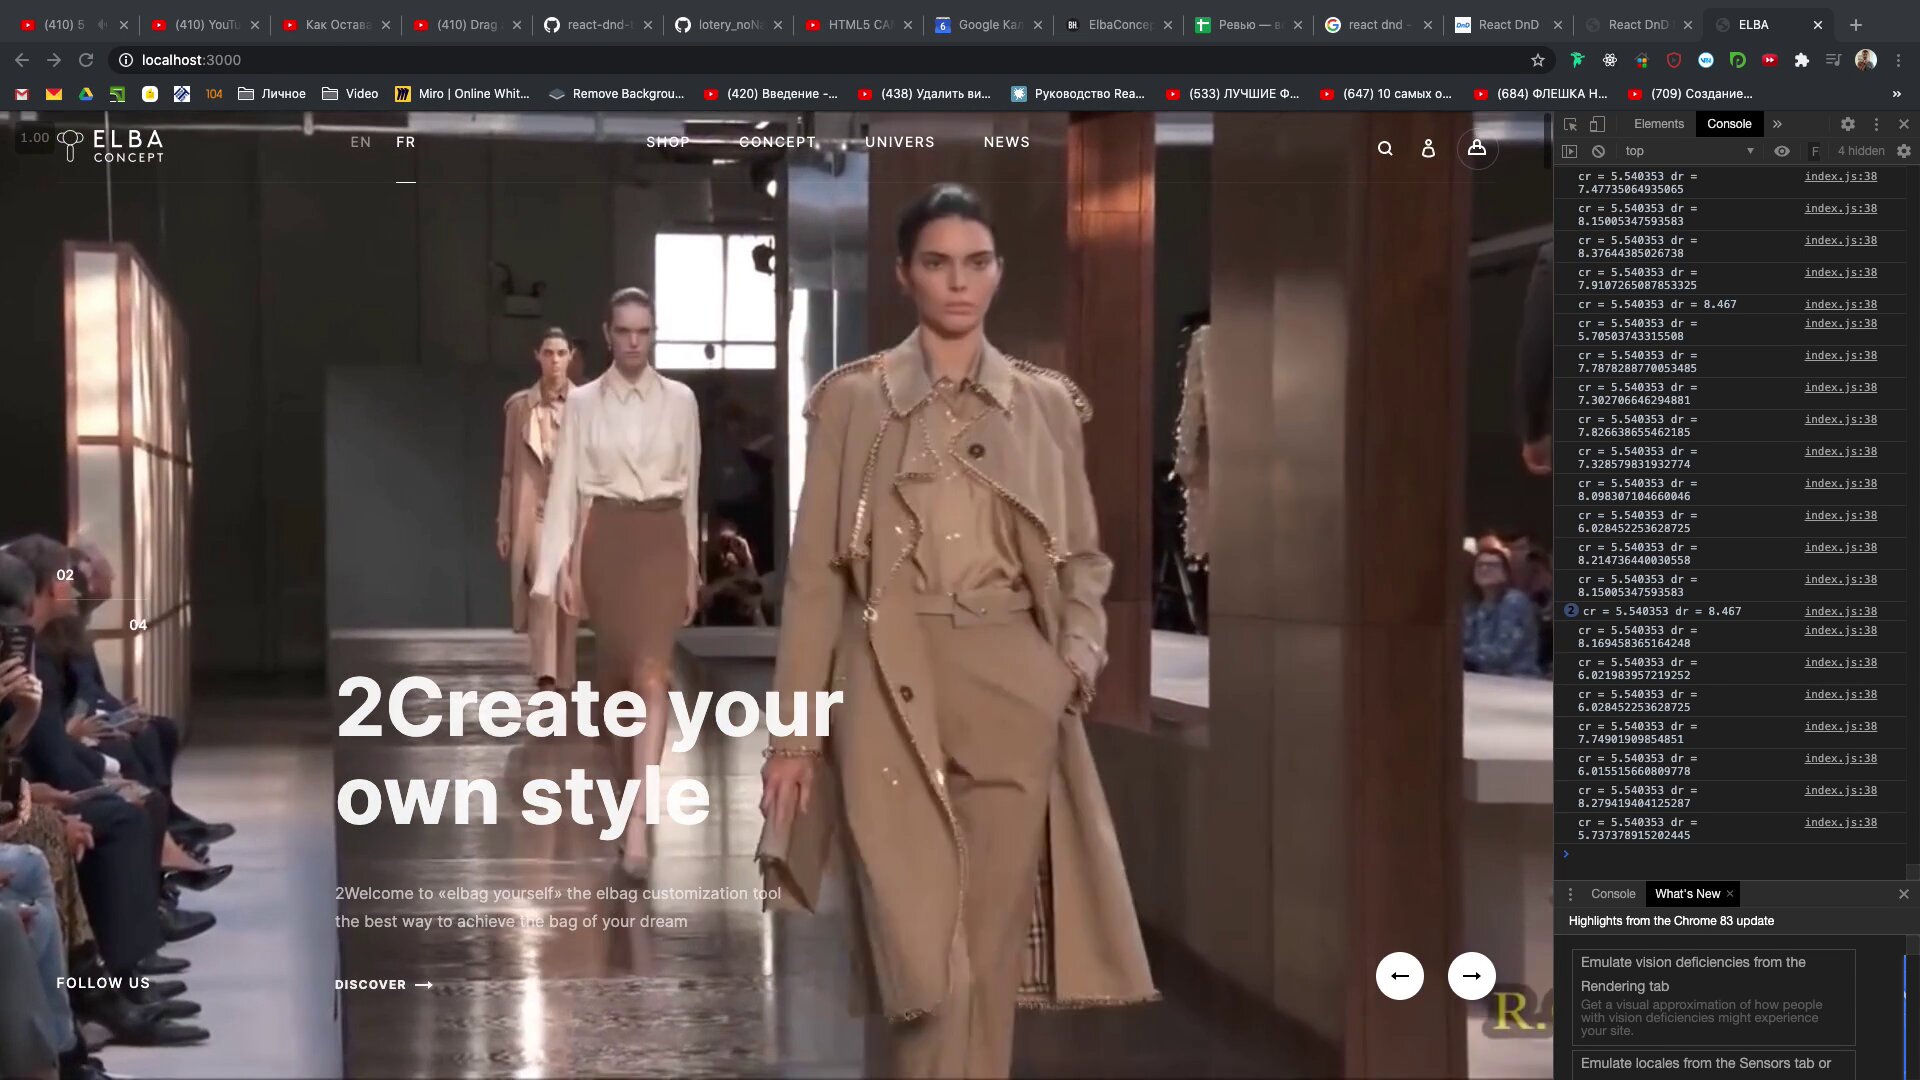 (410) 5
(410) YouTu
Как Остава
(410) Drag
react-dnd-t
lotery_noNa
HTML5 CAN
Google Кал
ElbaConcep
Ревью — в
react dnd -
React DnD
React DnD
ELBA
localhost:3000
104
Личное
Video
Miro | Online Whit...
Remove Backgrou...
(420) Введение -...
(438) Удалить ви...
Руководство Rea...
(533) ЛУЧШИЕ Ф...
(647) 10 самых о...
(684) ФЛЕШКА Н...
(709) Создание...
»
1.00
ELBA
CONCEPT
EN
FR
SHOP
CONCEPT
UNIVERS
NEWS
02
04
2Create your
own style
2Welcome to «elbag yourself» the elbag customization tool
the best way to achieve the bag of your dream
DISCOVER
FOLLOW US
R.
Elements
Console
»
top
F
4 hidden
cr = 5.540353 dr = index.js:38
7.47735064935065
cr = 5.540353 dr = index.js:38
8.15005347593583
cr = 5.540353 dr = index.js:38
8.37644385026738
cr = 5.540353 dr = index.js:38
7.9107265087853325
cr = 5.540353 dr = 8.467 index.js:38
cr = 5.540353 dr = index.js:38
5.70503743315508
cr = 5.540353 dr = index.js:38
7.7878288770053485
cr = 5.540353 dr = index.js:38
7.302706646294881
cr = 5.540353 dr = index.js:38
7.826638655462185
cr = 5.540353 dr = index.js:38
7.328579831932774
cr = 5.540353 dr = index.js:38
8.098307104660046
cr = 5.540353 dr = index.js:38
6.028452253628725
cr = 5.540353 dr = index.js:38
8.214736440030558
cr = 5.540353 dr = index.js:38
8.15005347593583
2 cr = 5.540353 dr = 8.467 index.js:38
cr = 5.540353 dr = index.js:38
8.169458365164248
cr = 5.540353 dr = index.js:38
6.021983957219252
cr = 5.540353 dr = index.js:38
6.028452253628725
cr = 5.540353 dr = index.js:38
7.74901909854851
cr = 5.540353 dr = index.js:38
6.015515660809778
cr = 5.540353 dr = index.js:38
8.279419404125287
cr = 5.540353 dr = index.js:38
5.737378915202445
Console
What's New
Highlights from the Chrome 83 update
Emulate vision deficiencies from the
Rendering tab
Get a visual approximation of how people
with vision deficiencies might experience
your site.
Emulate locales from the Sensors tab or